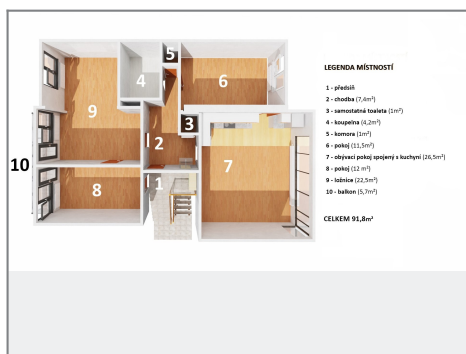 5
4
6
9
3
2
7
10
1
8
LEGENDA MÍSTNOSTÍ
1 - předsíň
2 - chodba (7,4m²)
3 - samostatná toaleta (1m²)
4 - koupelna (4,2m²)
5 - komora (1m²)
6 - pokoj (11,5m²)
7 - obývací pokoj spojený s kuchyní (26,5m²)
8 - pokoj (12 m²)
9 - ložnice (22,5m²)
10 - balkon (5,7m²)
CELKEM 91,8m²